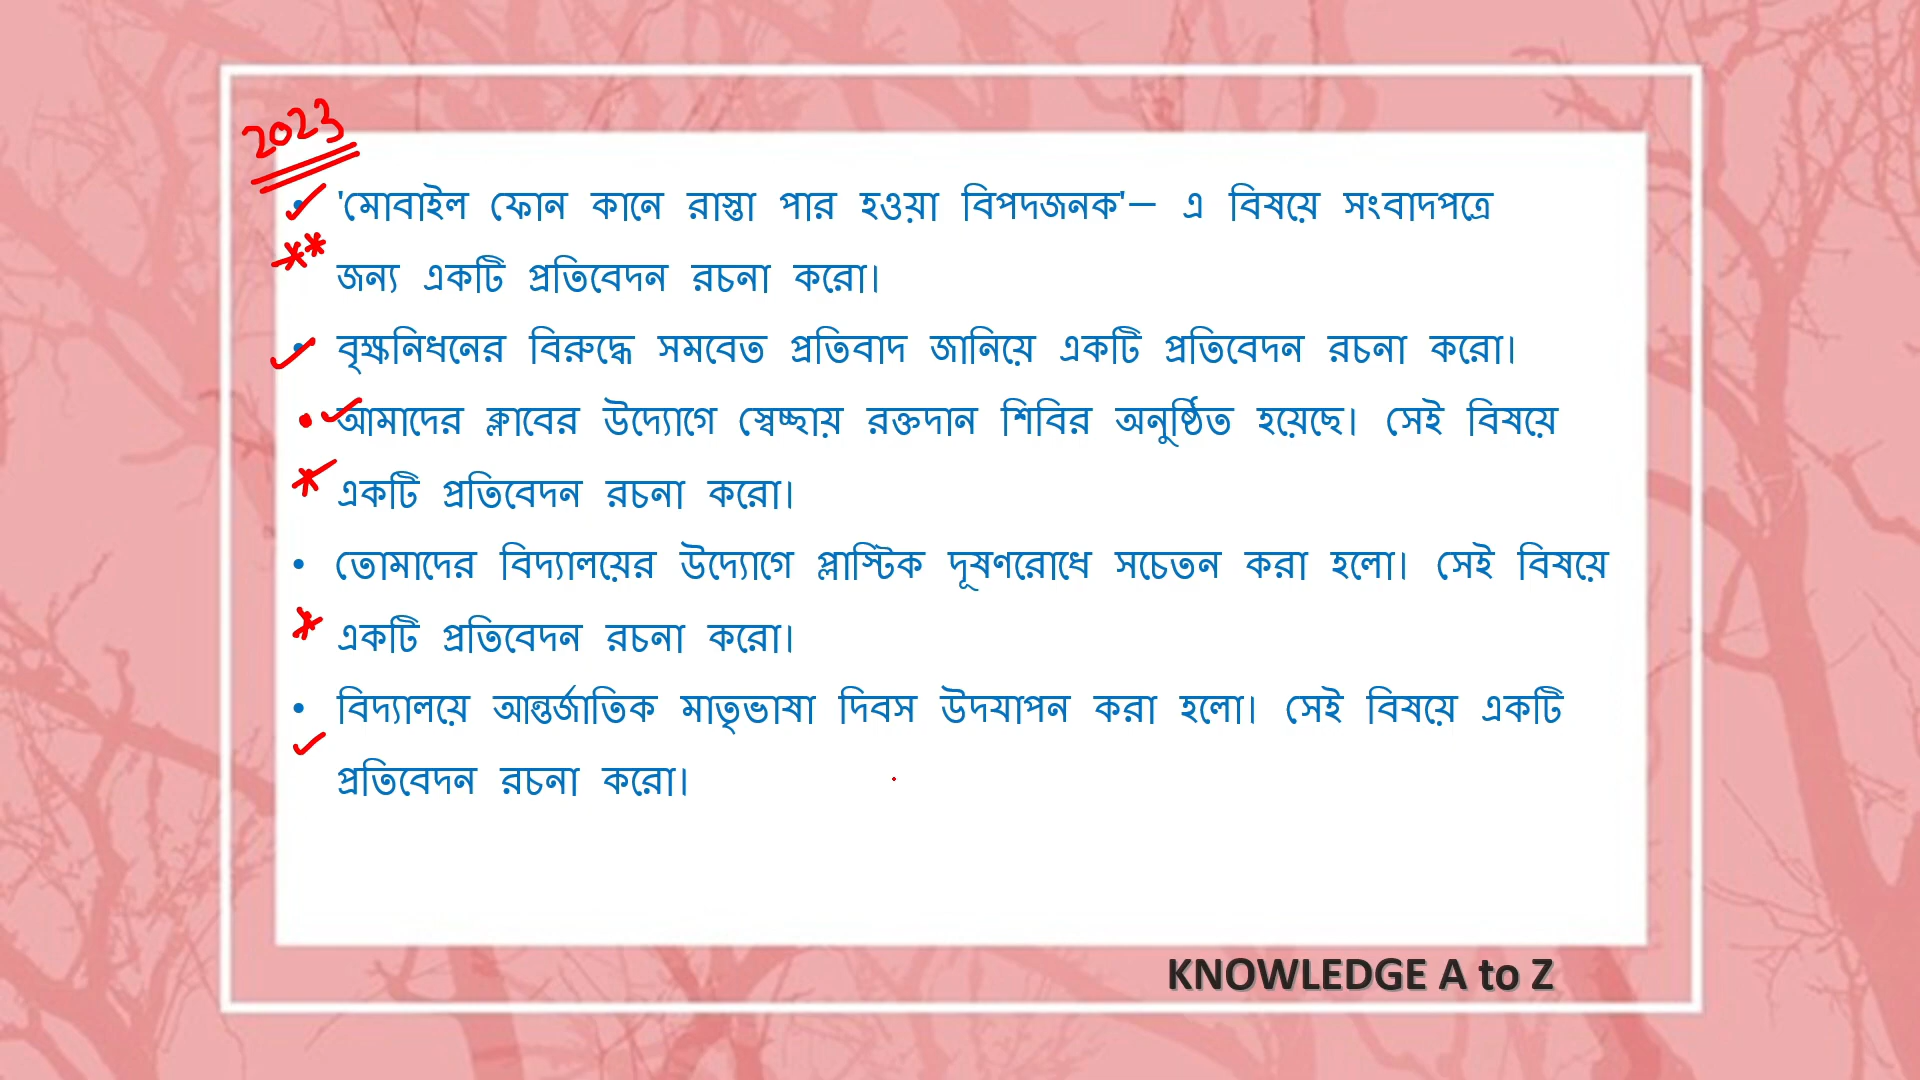 2023
• 'মোবাইল ফোন কানে রাস্তা পার হওয়া বিপদজনক'– এ বিষয়ে সংবাদপত্রে
জন্য একটি প্রতিবেদন রচনা করো।
• বৃক্ষনিধনের বিরুদ্ধে সমবেত প্রতিবাদ জানিয়ে একটি প্রতিবেদন রচনা করো।
• আমাদের ক্লাবের উদ্যোগে স্বেচ্ছায় রক্তদান শিবির অনুষ্ঠিত হয়েছে। সেই বিষয়ে
একটি প্রতিবেদন রচনা করো।
• তোমাদের বিদ্যালয়ের উদ্যোগে প্লাস্টিক দূষণরোধে সচেতন করা হলো। সেই বিষয়ে
একটি প্রতিবেদন রচনা করো।
• বিদ্যালয়ে আন্তর্জাতিক মাতৃভাষা দিবস উদযাপন করা হলো। সেই বিষয়ে একটি
প্রতিবেদন রচনা করো।
KNOWLEDGE A to Z